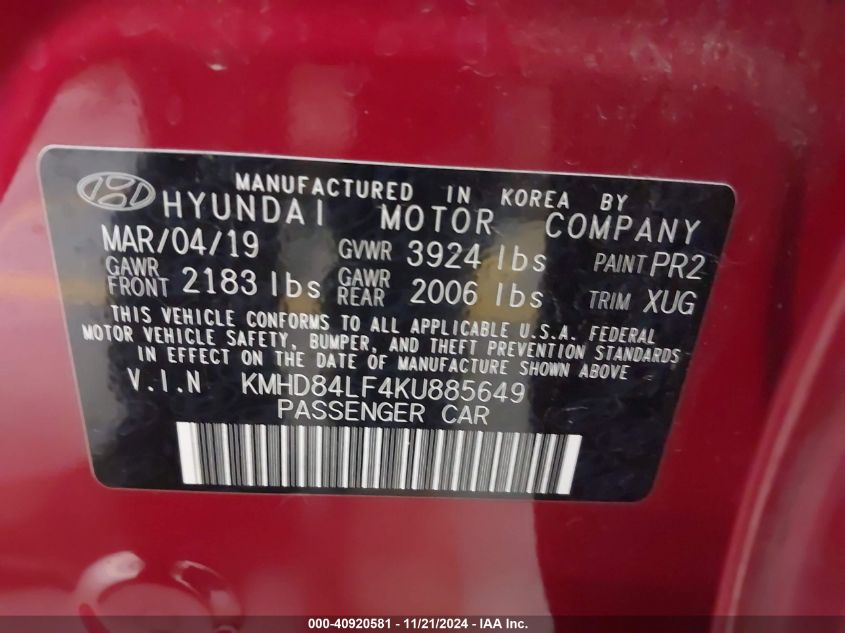 MANUFACTURED IN KOREA BY
HYUNDAI MOTOR COMPANY
MAR/04/19 GVWR 3924 lbs PAINT PR2
GAWR FRONT 2183 lbs GAWR REAR 2006 lbs TRIM XUG
THIS VEHICLE CONFORMS TO ALL APPLICABLE U.S.A. FEDERAL
MOTOR VEHICLE SAFETY, BUMPER, AND THEFT PREVENTION STANDARDS
IN EFFECT ON THE DATE OF MANUFACTURE SHOWN ABOVE
V.I.N KMHD84LF4KU885649
PASSENGER CAR
000-40920581 - 11/21/2024 - IAA Inc.